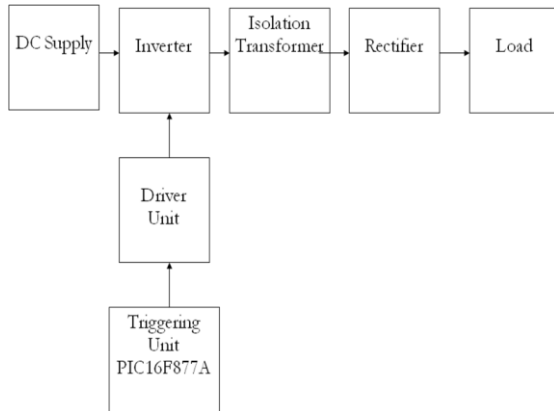 DC Supply
Inverter
Isolation
Transformer
Rectifier
Load
Driver
Unit
Triggering
Unit
PIC16F877A